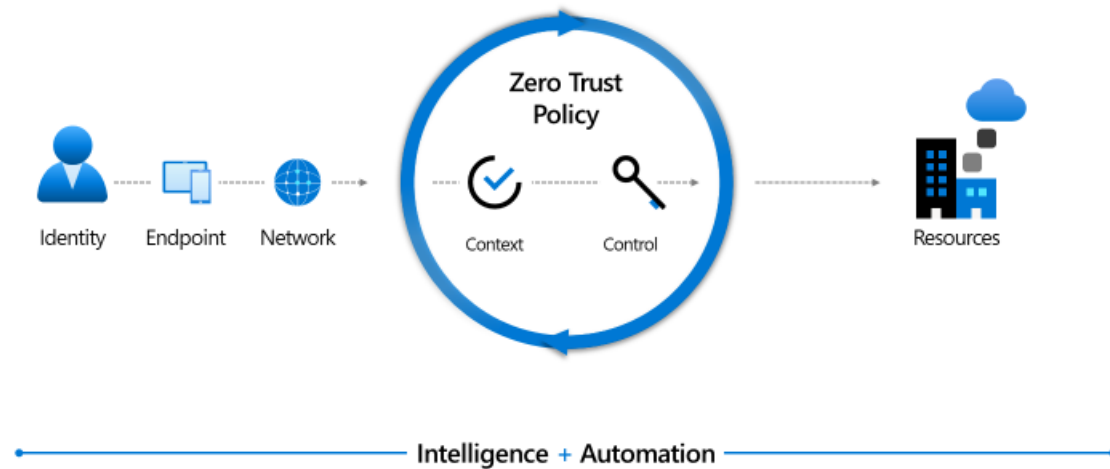 Zero Trust
Policy
Identity
Endpoint
Network
Context
Control
Resources
Intelligence + Automation